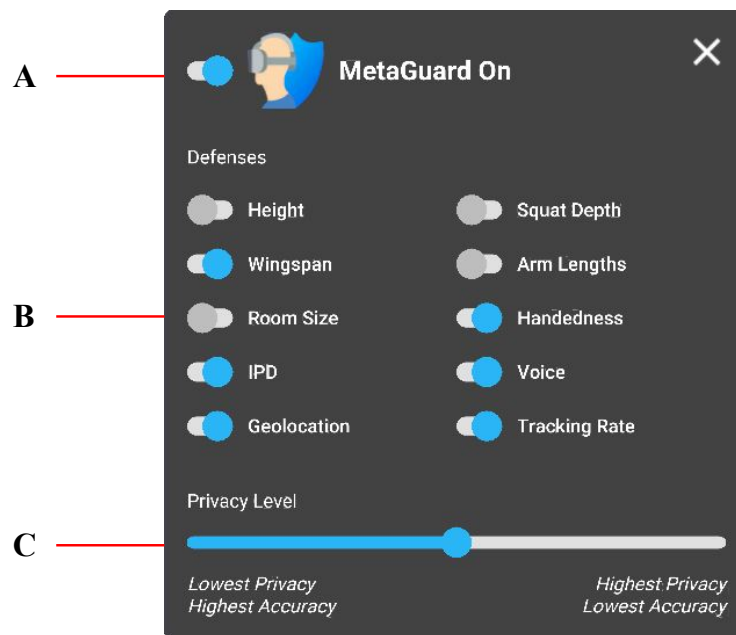 A
MetaGuard On
Defenses
Height
Squat Depth
Wingspan
Arm Lengths
B
Room Size
Handedness
IPD
Voice
Geolocation
Tracking Rate
Privacy Level
C
Lowest Privacy
Highest Accuracy
Highest Privacy
Lowest Accuracy